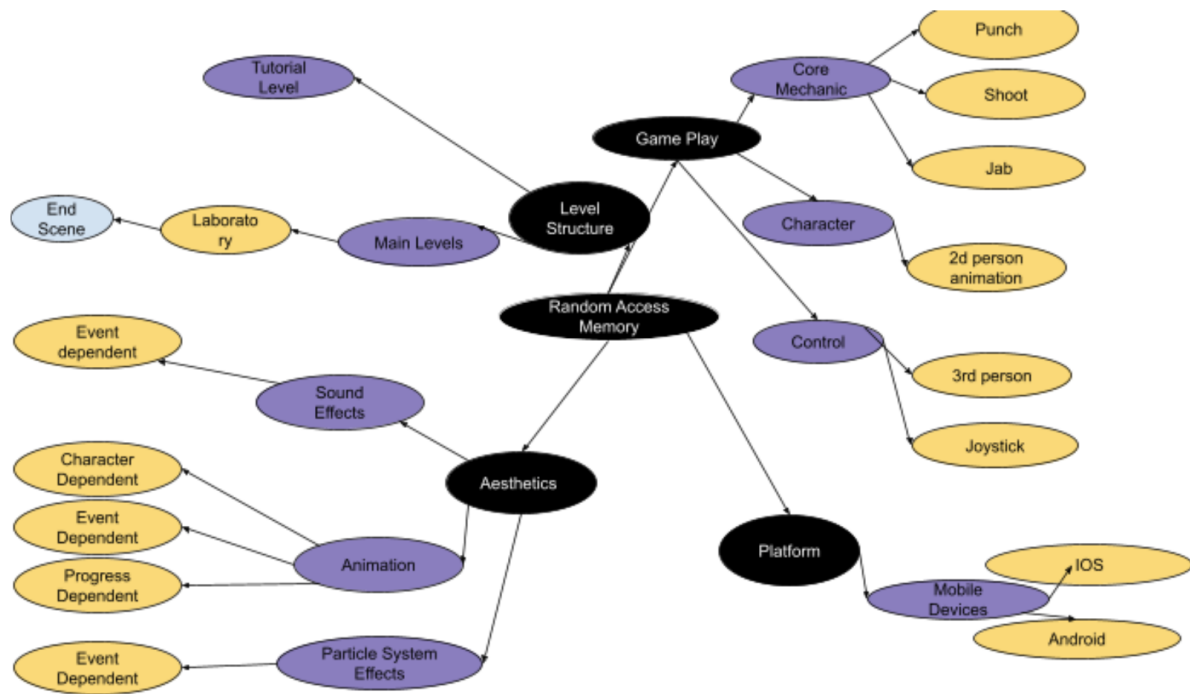 Punch
Tutorial
Level
Core
Mechanic
Shoot
Game Play
Jab
End
Scene
Laborato
ry
Main Levels
Level
Structure
Character
2d person
animation
Random Access
Memory
Event
dependent
Control
3rd person
Sound
Effects
Joystick
Character
Dependent
Aesthetics
Event
Dependent
Animation
Platform
Progress
Dependent
IOS
Mobile
Devices
Android
Particle System
Effects
Event
Dependent